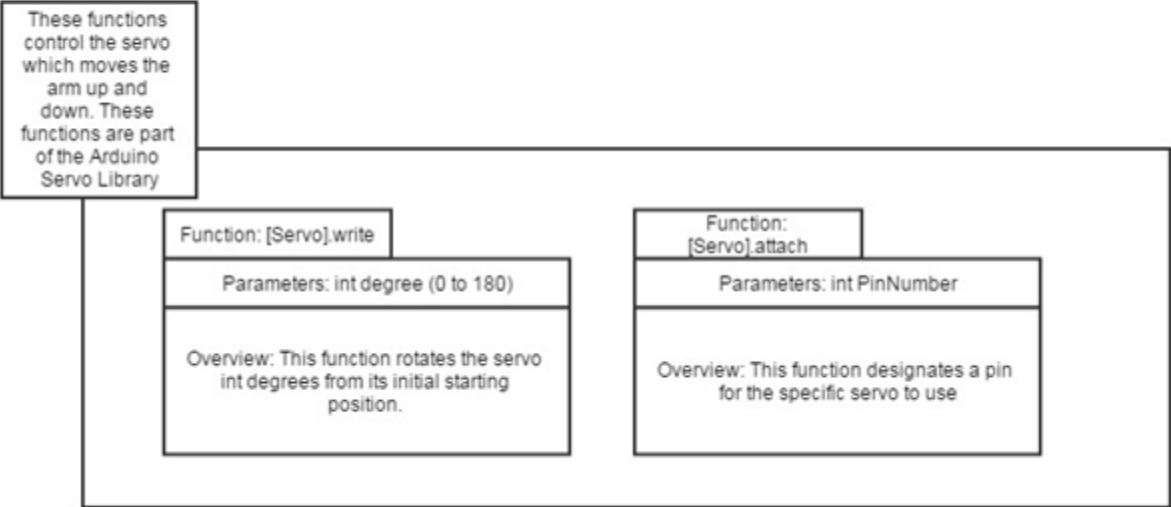 These functions
control the servo
which moves the
arm up and
down. These
functions are part
of the Arduino
Servo Library
Function: [Servo].write
Parameters: int degree (0 to 180)
Overview: This function rotates the servo
int degrees from its initial starting
position.
Function:
[Servo].attach
Parameters: int PinNumber
Overview: This function designates a pin
for the specific servo to use